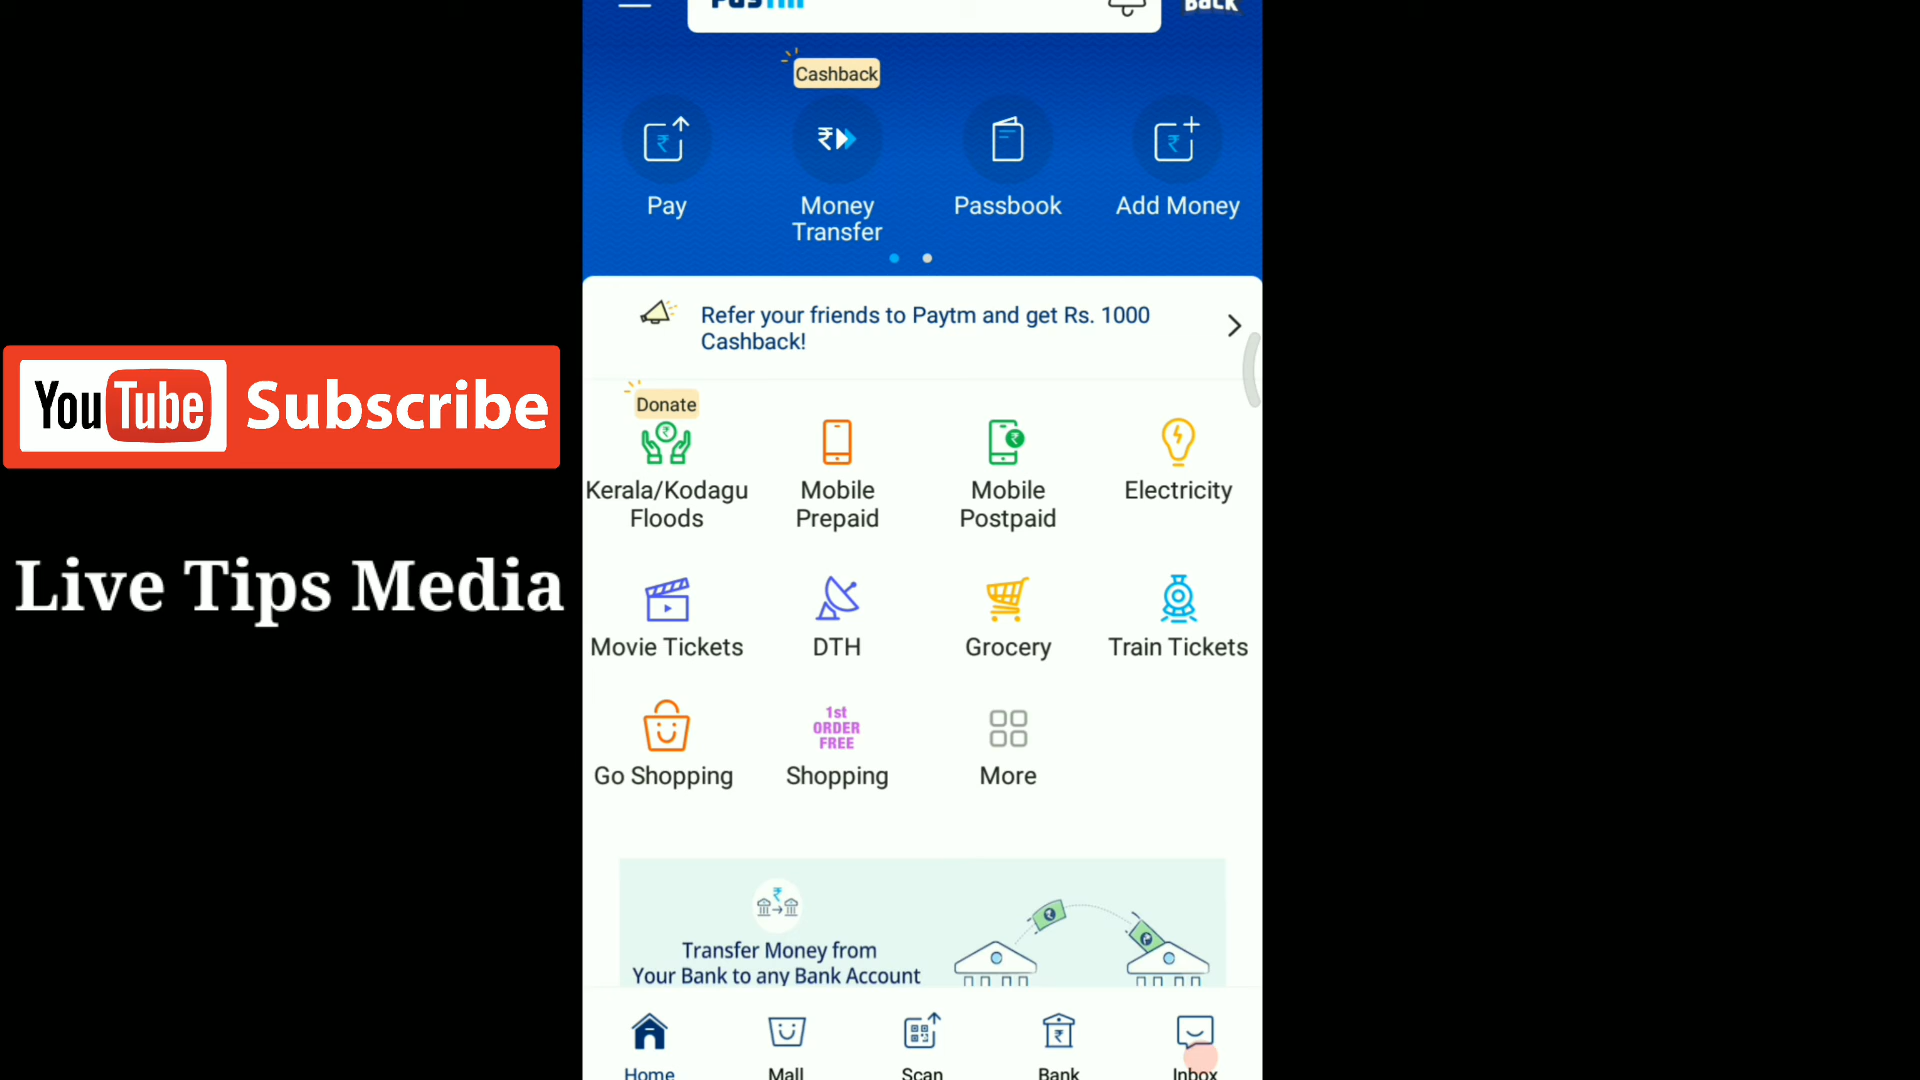 Paytm
Back
Cashback
Pay
Money
Transfer
Passbook
Add Money
Refer your friends to Paytm and get Rs. 1000
Cashback!
YouTube Subscribe
Live Tips Media
Donate
Kerala/Kodagu
Floods
Mobile
Prepaid
Mobile
Postpaid
Electricity
Movie Tickets
DTH
Grocery
Train Tickets
1st
ORDER
FREE
Go Shopping
Shopping
More
Transfer Money from
Your Bank to any Bank Account
Home
Mall
Scan
Bank
Inbox